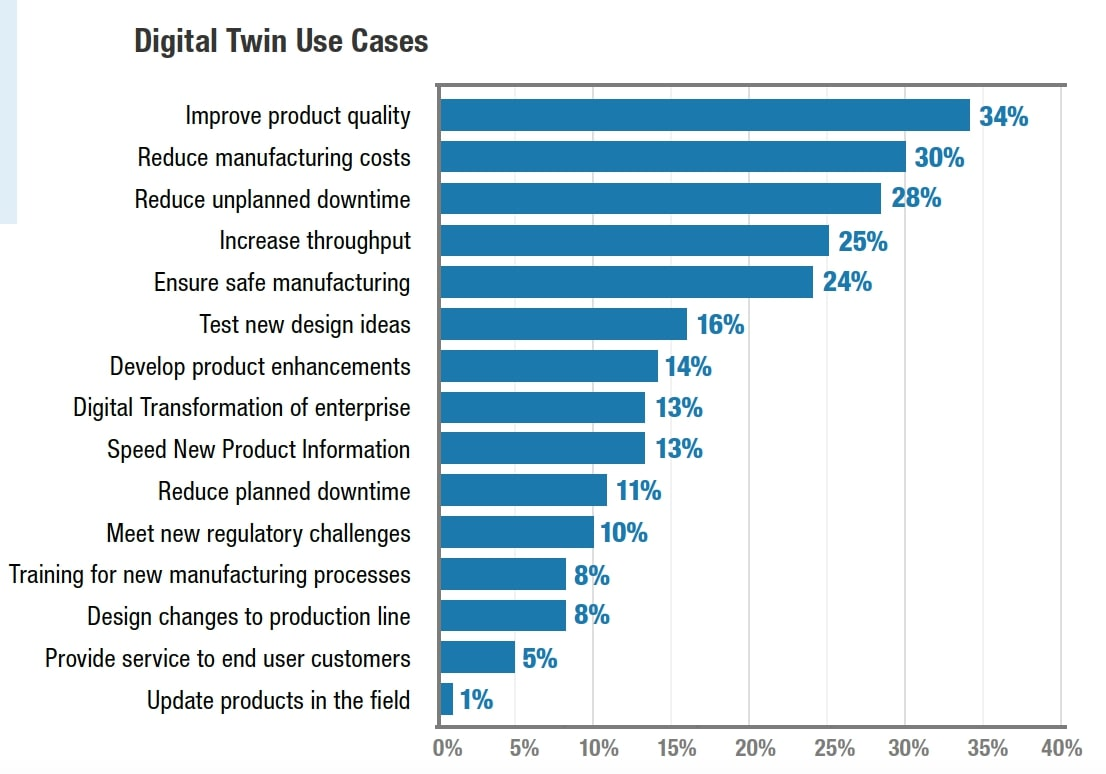 Digital Twin Use Cases
Improve product quality 34%
Reduce manufacturing costs 30%
Reduce unplanned downtime 28%
Increase throughput 25%
Ensure safe manufacturing 24%
Test new design ideas 16%
Develop product enhancements 14%
Digital Transformation of enterprise 13%
Speed New Product Information 13%
Reduce planned downtime 11%
Meet new regulatory challenges 10%
Training for new manufacturing processes 8%
Design changes to production line 8%
Provide service to end user customers 5%
Update products in the field 1%
0% 5% 10% 15% 20% 25% 30% 35% 40%